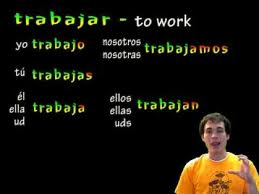 trabajar - to work
yo trabajo
nosotros
nosotras trabajamos
tú trabajas
él
ella trabaja
ud
ellos
ellas trabajan
uds